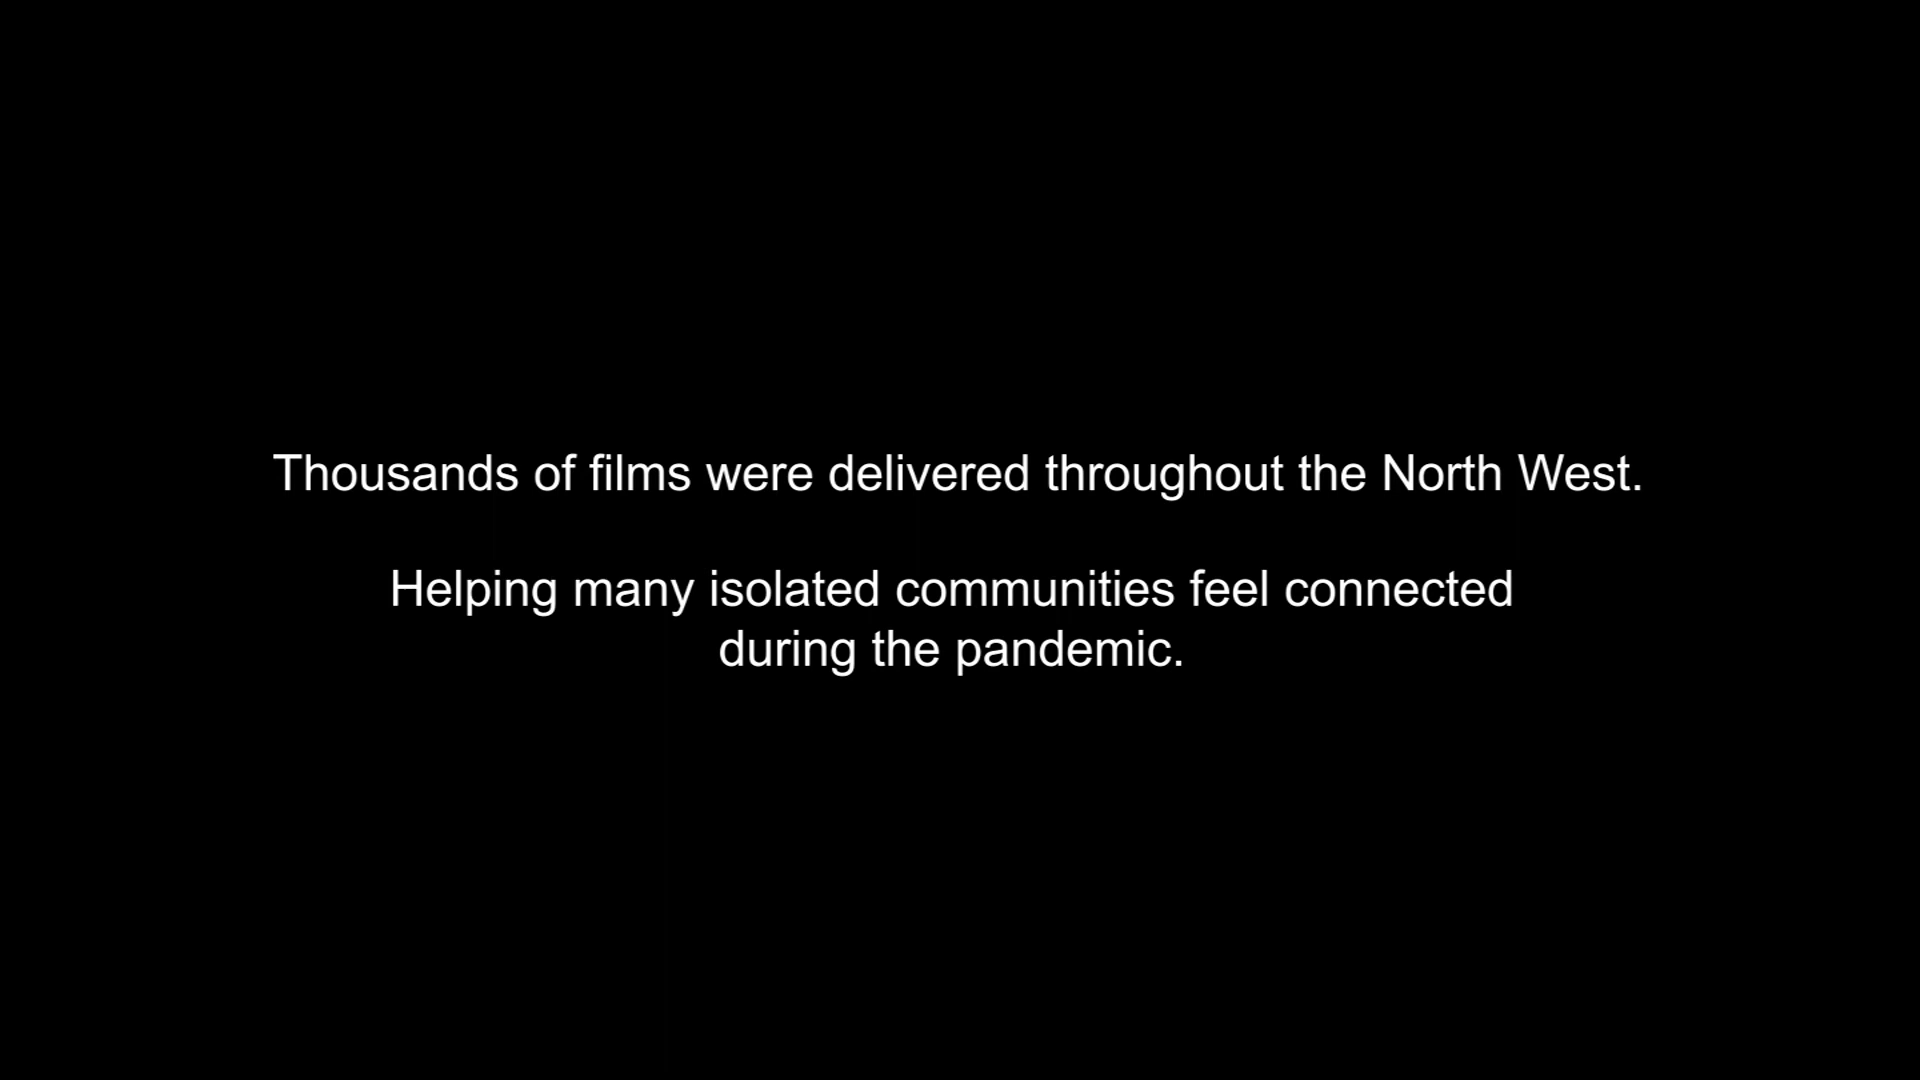 Thousands of films were delivered throughout the North West.
Helping many isolated communities feel connected
during the pandemic.